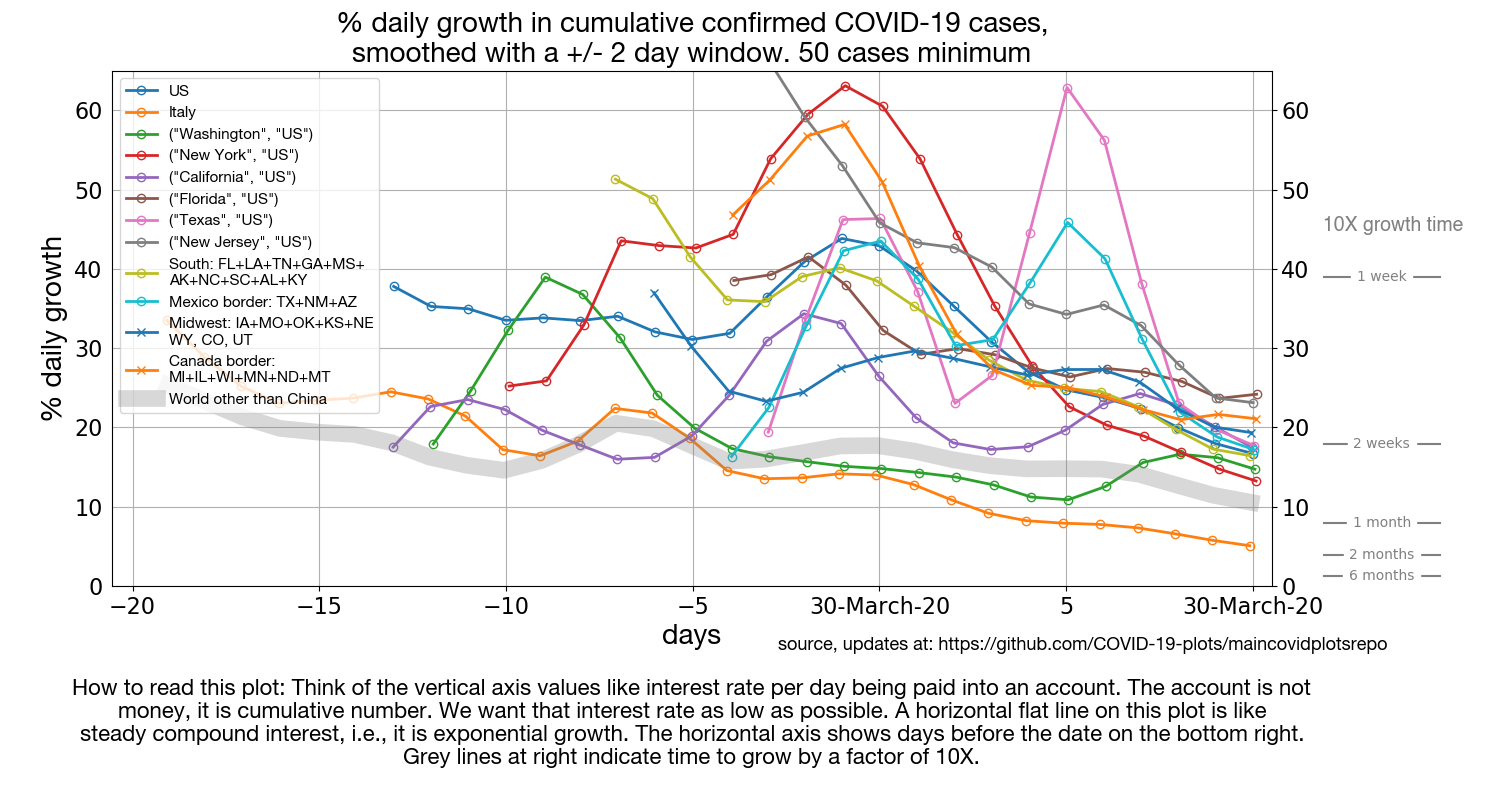 % daily growth in cumulative confirmed COVID-19 cases,
smoothed with a +/- 2 day window. 50 cases minimum
US
Italy
("Washington", "US")
("New York", "US")
("California", "US")
("Florida", "US")
("Texas", "US")
("New Jersey", "US")
South: FL+LA+TN+GA+MS+
AK+NC+SC+AL+KY
Mexico border: TX+NM+AZ
Midwest: IA+MO+OK+KS+NE
WY, CO, UT
Canada border:
MI+IL+WI+MN+ND+MT
World other than China
% daily growth
60
50
40
30
20
10
0
60
50
40
30
20
10
0
10X growth time
1 week
2 weeks
1 month
2 months
6 months
−20
−15
−10
−5
30-March-20
5
30-March-20
days
source, updates at: https://github.com/COVID-19-plots/maincovidplotsrepo
How to read this plot: Think of the vertical axis values like interest rate per day being paid into an account. The account is not
money, it is cumulative number. We want that interest rate as low as possible. A horizontal flat line on this plot is like
steady compound interest, i.e., it is exponential growth. The horizontal axis shows days before the date on the bottom right.
Grey lines at right indicate time to grow by a factor of 10X.